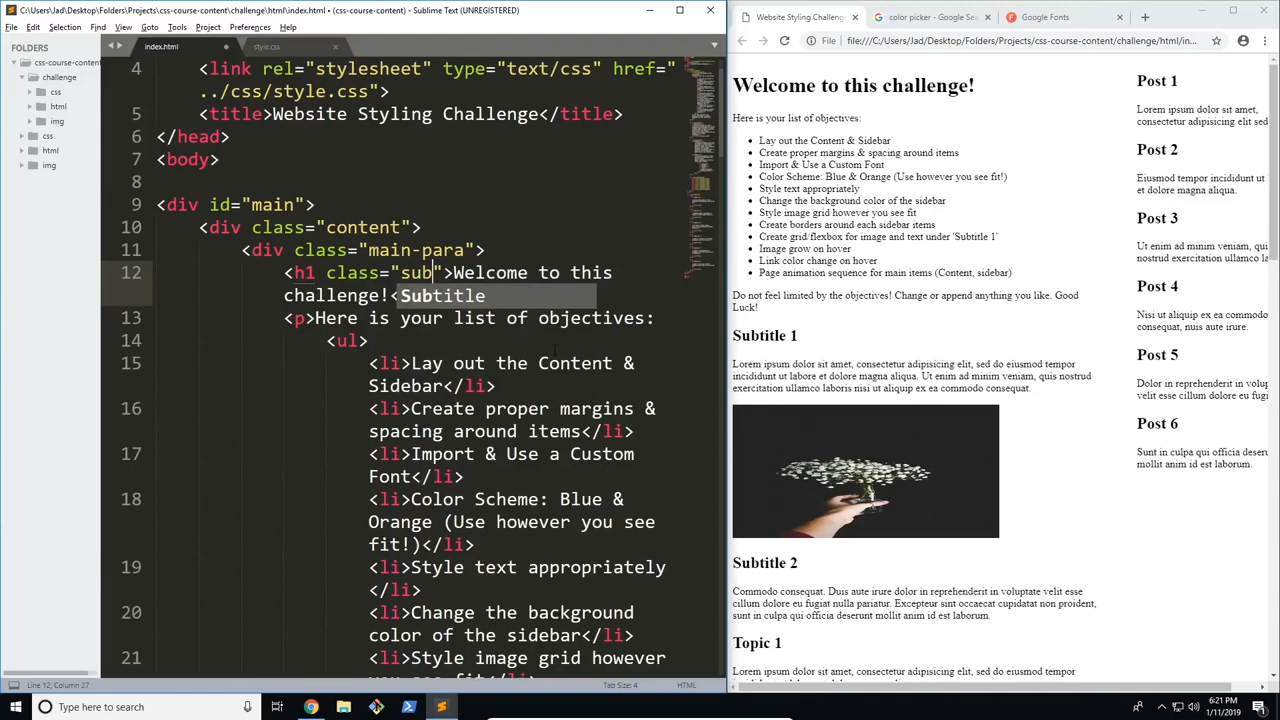 C:\Users\Jad\Desktop\Folders\Projects\css-course-content\challenge\html\index.html • (css-course-content) - Sublime Text (UNREGISTERED)
File Edit Selection Find View Goto Tools Project Preferences Help
FOLDERS
css-course-conten
challenge
css
html
img
css
html
img
index.html
style.css
4 <link rel="stylesheet" type="text/css" href="
../css/style.css">
5 <title>Website Styling Challenge</title>
6 </head>
7 <body>
8
9 <div id="main">
10 <div class="content">
11 <div class="main-para">
12 <h1 class="sub">Welcome to this
challenge!<
Subtitle
13 <p>Here is your list of objectives:
14 <ul>
15 <li>Lay out the Content &
Sidebar</li>
16 <li>Create proper margins &
spacing around items</li>
17 <li>Import & Use a Custom
Font</li>
18 <li>Color Scheme: Blue &
Orange (Use however you see
fit!)</li>
19 <li>Style text appropriately
</li>
20 <li>Change the background
color of the sidebar</li>
21 <li>Style image grid however
you see fit</li>
Line 12, Column 27
Tab Size: 4
HTML
Website Styling Challeng
color picker - Google Sea
Google Fonts
File | file:///C:/Users/Jad/Desktop/Folders/Projects/css-course-content/challenge/html/in...
Welcome to this challenge!
Here is your list of objectives:
• Lay out the Content & Sidebar
• Create proper margins & spacing around items
• Import & Use a Custom Font
• Color Scheme: Blue & Orange (Use however you see fit!)
• Style text appropriately
• Change the background color of the sidebar
• Style image grid however you see fit
• Create borders around each sidebar items
• Create grid/flexbox for image and text under 'Subtitle 1'
• Image grow on hover
• Link color change on hover
• Page animation sequence for main items (Content, sidebar)
Do not feel limited by the objectives! Change or append anything you like. Good
Luck!
Subtitle 1
Lorem ipsum dolor sit amet, consectetur adipisicing elit, sed do eiusmod tempor
incididunt ut labore et dolore magna aliqua. Ut enim ad minim veniam, quis nostrud
exercitation ullamco laboris nisi ut aliquip ex ea commodo consequat.
Subtitle 2
Commodo consequat. Duis aute irure dolor in reprehenderit in voluptate velit esse
cillum dolore eu fugiat nulla pariatur. Excepteur sint occaecat cupidatat non proident,
sunt in culpa qui officia deserunt mollit anim id est laborum.
Topic 1
Lorem ipsum dolor sit amet, consectetur adipisicing elit, sed do eiusmod tempor
Post 1
Lorem ipsum dolor sit amet,
consectetur adipisicing elit, sed
Post 2
Eiusmod tempor incididunt ut
et dolore magna aliqua.
Post 3
Ut enim ad minim veniam, quis nostrud
exercitation ullamco laboris.
Post 4
Nisi ut aliquip ex ea commodo
consequat, nuis aute irure.
Post 5
Dolor in reprehenderit in volup
velit esse cillum dolore eu fug
Post 6
Sunt in culpa qui officia deserunt
mollit anim id est laborum.
Type here to search
6:21 PM
1/11/2019